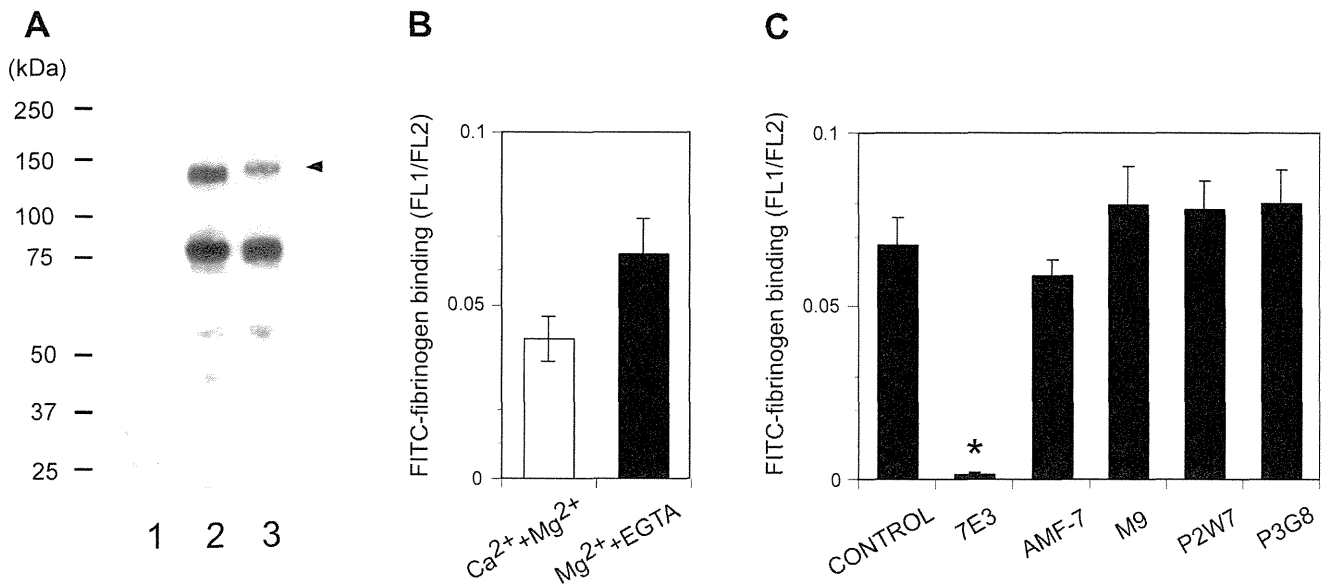 A
(kDa)
250
150
100
75
50
37
25
1 2 3
B
FITC-fibrinogen binding (FL1/FL2)
0.1
0.05
0
Ca2++Mg2+
Mg2++EGTA
C
FITC-fibrinogen binding (FL1/FL2)
0.1
0.05
0
*
CONTROL
7E3
AMF-7
M9
P2W7
P3G8